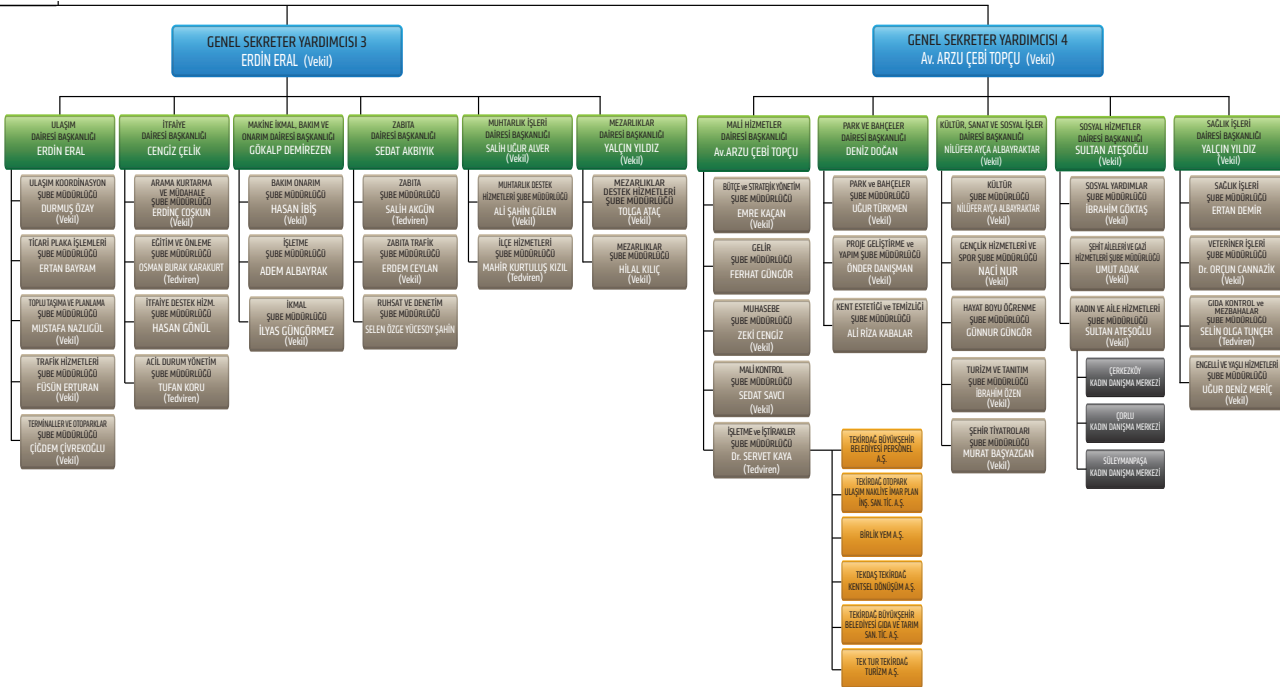 GENEL SEKRETER YARDIMCISI 3
ERDİN ERAL (Vekil)
GENEL SEKRETER YARDIMCISI 4
Av. ARZU ÇEBİ TOPÇU (Vekil)
ULAŞIM
DAİRESİ BAŞKANLIĞI
ERDİN ERAL
ULAŞIM KOORDİNASYON
ŞUBE MÜDÜRLÜĞÜ
DURMUŞ ÖZAY
(Vekil)
TİCARİ PLAKA İŞLEMLERİ
ŞUBE MÜDÜRLÜĞÜ
ERTAN BAYRAM
TOPLU TAŞIMA VE PLANLAMA
ŞUBE MÜDÜRLÜĞÜ
MUSTAFA NAZLIGÜL
(Vekil)
TRAFİK HİZMETLERİ
ŞUBE MÜDÜRLÜĞÜ
FÜSÜN ERTURAN
(Vekil)
TERMİNALLER VE OTOPARKLAR
ŞUBE MÜDÜRLÜĞÜ
ÇİĞDEM ÇİVREKOĞLU
(Vekil)
İTFAİYE
DAİRESİ BAŞKANLIĞI
CENGİZ ÇELİK
ARAMA KURTARMA
VE MÜDAHALE
ŞUBE MÜDÜRLÜĞÜ
ERDİNÇ COŞKUN
(Vekil)
EĞİTİM VE ÖNLEME
ŞUBE MÜDÜRLÜĞÜ
OSMAN BURAK KARAKURT
(Tedviren)
İTFAİYE DESTEK HİZM.
ŞUBE MÜDÜRLÜĞÜ
HASAN GÖNÜL
ACİL DURUM YÖNETİM
ŞUBE MÜDÜRLÜĞÜ
TUFAN KORU
(Tedviren)
MAKİNE İKMAL, BAKIM VE
ONARIM DAİRESİ BAŞKANLIĞI
GÖKALP DEMİREZEN
BAKIM ONARIM
ŞUBE MÜDÜRLÜĞÜ
HASAN İBİŞ
(Vekil)
İŞLETME
ŞUBE MÜDÜRLÜĞÜ
ADEM ALBAYRAK
İKMAL
ŞUBE MÜDÜRLÜĞÜ
İLYAS GÜNGÖRMEZ
(Vekil)
ZABITA
DAİRESİ BAŞKANLIĞI
SEDAT AKBIYIK
ZABITA
ŞUBE MÜDÜRLÜĞÜ
SALİH AKGÜN
(Tedviren)
ZABITA TRAFİK
ŞUBE MÜDÜRLÜĞÜ
ERDEM CEYLAN
(Vekil)
RUHSAT VE DENETİM
ŞUBE MÜDÜRLÜĞÜ
SELEN ÖZGE YÜCESOY ŞAHİN
MUHTARLIK İŞLERİ
DAİRESİ BAŞKANLIĞI
SALİH UĞUR ALVER
(Vekil)
MUHTARLIK DESTEK
HİZMETLERİ ŞUBE MÜDÜRLÜĞÜ
ALİ ŞAHİN GÜLEN
(Vekil)
İLÇE HİZMETLERİ
ŞUBE MÜDÜRLÜĞÜ
MAHİR KURTULUŞ KIZIL
(Tedviren)
MEZARLIKLAR
DAİRESİ BAŞKANLIĞI
YALÇIN YILDIZ
(Vekil)
MEZARLIKLAR
DESTEK HİZMETLERİ
ŞUBE MÜDÜRLÜĞÜ
TOLGA ATAÇ
(Vekil)
MEZARLIKLAR
ŞUBE MÜDÜRLÜĞÜ
HİLAL KILIÇ
(Vekil)
MALİ HİZMETLER
DAİRESİ BAŞKANLIĞI
Av.ARZU ÇEBİ TOPÇU
BÜTÇE ve STRATEJİK YÖNETİM
ŞUBE MÜDÜRLÜĞÜ
EMRE KAÇAN
(Vekil)
GELİR
ŞUBE MÜDÜRLÜĞÜ
FERHAT GÜNGÖR
MUHASEBE
ŞUBE MÜDÜRLÜĞÜ
ZEKİ CENGİZ
(Vekil)
MALİ KONTROL
ŞUBE MÜDÜRLÜĞÜ
SEDAT SAVCI
(Vekil)
İŞLETME ve İŞTİRAKLER
ŞUBE MÜDÜRLÜĞÜ
Dr. SERVET KAYA
(Tedviren)
TEKİRDAĞ BÜYÜKŞEHİR
BELEDİYESİ PERSONEL
A.Ş.
TEKİRDAĞ OTOPARK
ULAŞIM NAKLİYE İMAR PLAN
İNŞ. SAN. TİC. A.Ş.
BİRLİK YEM A.Ş.
TEKDAŞ TEKİRDAĞ
KENTSEL DÖNÜŞÜM A.Ş.
TEKİRDAĞ BÜYÜKŞEHİR
BELEDİYESİ GIDA VE TARIM
SAN. TİC. A.Ş.
TEK TUR TEKİRDAĞ
TURİZM A.Ş.
PARK VE BAHÇELER
DAİRESİ BAŞKANLIĞI
DENİZ DOĞAN
PARK ve BAHÇELER
ŞUBE MÜDÜRLÜĞÜ
UĞUR TÜRKMEN
(Vekil)
PROJE GELİŞTİRME ve
YAPIM ŞUBE MÜDÜRLÜĞÜ
ÖNDER DANIŞMAN
(Vekil)
KENT ESTETİĞİ ve TEMİZLİĞİ
ŞUBE MÜDÜRLÜĞÜ
ALİ RIZA KABALAR
KÜLTÜR, SANAT VE SOSYAL İŞLER
DAİRESİ BAŞKANLIĞI
NİLÜFER AYÇA ALBAYRAKTAR
(Vekil)
KÜLTÜR
ŞUBE MÜDÜRLÜĞÜ
NİLÜFER AYÇA ALBAYRAKTAR
(Vekil)
GENÇLİK HİZMETLERİ VE
SPOR ŞUBE MÜDÜRLÜĞÜ
NACİ NUR
(Vekil)
HAYAT BOYU ÖĞRENME
ŞUBE MÜDÜRLÜĞÜ
GÜNNUR GÜNGÖR
TURİZM VE TANITIM
ŞUBE MÜDÜRLÜĞÜ
İBRAHİM ÖZEN
(Vekil)
ŞEHİR TİYATROLARI
ŞUBE MÜDÜRLÜĞÜ
MURAT BAŞYAZGAN
(Vekil)
SOSYAL HİZMETLER
DAİRESİ BAŞKANLIĞI
SULTAN ATEŞOĞLU
(Vekil)
SOSYAL YARDIMLAR
ŞUBE MÜDÜRLÜĞÜ
İBRAHİM GÖKTAŞ
(Vekil)
ŞEHİT AİLELERİ VE GAZİ
HİZMETLERİ ŞUBE MÜDÜRLÜĞÜ
UMUT ADAK
(Vekil)
KADIN VE AİLE HİZMETLERİ
ŞUBE MÜDÜRLÜĞÜ
SULTAN ATEŞOĞLU
(Vekil)
ÇERKEZKÖY
KADIN DANIŞMA MERKEZİ
ÇORLU
KADIN DANIŞMA MERKEZİ
SÜLEYMANPAŞA
KADIN DANIŞMA MERKEZİ
SAĞLIK İŞLERİ
DAİRESİ BAŞKANLIĞI
YALÇIN YILDIZ
(Vekil)
SAĞLIK İŞLERİ
ŞUBE MÜDÜRLÜĞÜ
ERTAN DEMİR
VETERİNER İŞLERİ
ŞUBE MÜDÜRLÜĞÜ
Dr. ORÇUN CANNAZİK
(Vekil)
GIDA KONTROL ve
MEZBAHALAR
ŞUBE MÜDÜRLÜĞÜ
SELİN OLGA TUNÇER
(Tedviren)
ENGELLİ VE YAŞLI HİZMETLERİ
ŞUBE MÜDÜRLÜĞÜ
UĞUR DENİZ MERİÇ
(Vekil)